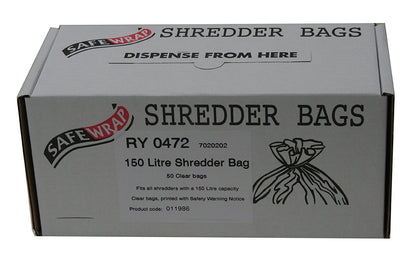 SAFEWRAP SHREDDER BAGS
DISPENSE FROM HERE
SAFEWRAP SHREDDER BAGS
RY 0472 7020202
150 Litre Shredder Bag
50 Clear bags
Fits all shredders with a 150 Litre capacity
Clear bags, printed with Safety Warning Notice
Product code: 011986